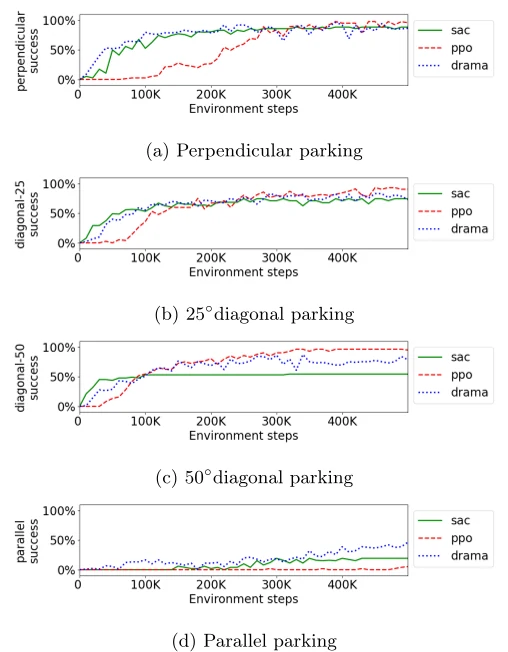 perpendicular
success
100%
50%
0%
0
100K
200K
300K
400K
Environment steps
sac
ppo
drama
(a) Perpendicular parking
diagonal-25
success
100%
50%
0%
0
100K
200K
300K
400K
Environment steps
sac
ppo
drama
(b) 25°diagonal parking
diagonal-50
success
100%
50%
0%
0
100K
200K
300K
400K
Environment steps
sac
ppo
drama
(c) 50°diagonal parking
parallel
success
100%
50%
0%
0
100K
200K
300K
400K
Environment steps
sac
ppo
drama
(d) Parallel parking